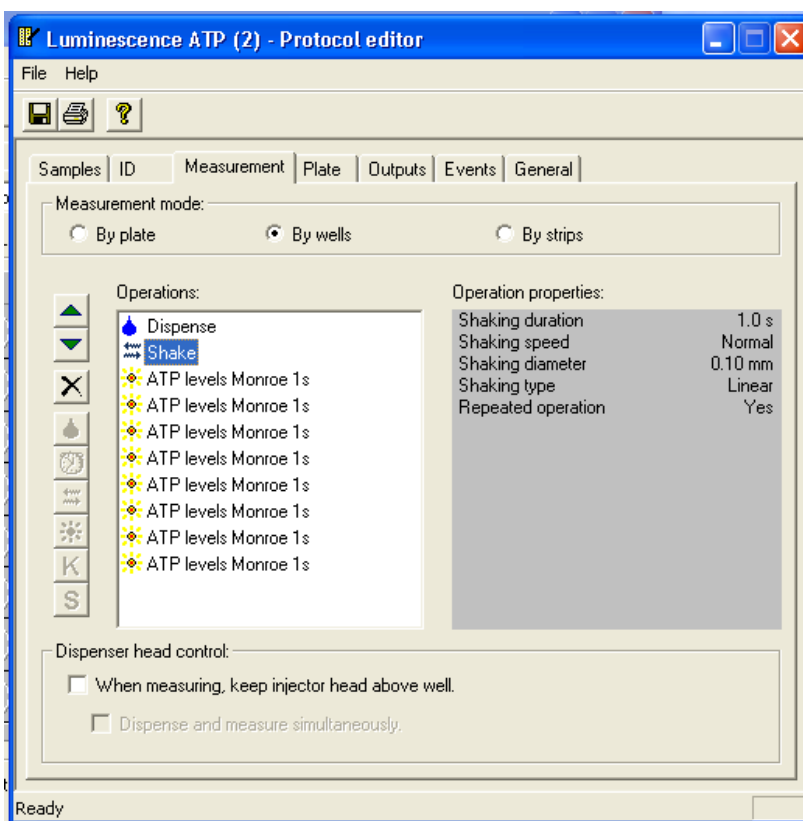 Luminescence ATP (2) - Protocol editor
File Help
Samples ID Measurement Plate Outputs Events General
Measurement mode:
By plate By wells By strips
Operations:
Dispense
Shake
ATP levels Monroe 1s
ATP levels Monroe 1s
ATP levels Monroe 1s
ATP levels Monroe 1s
ATP levels Monroe 1s
ATP levels Monroe 1s
ATP levels Monroe 1s
ATP levels Monroe 1s
K
S
Operation properties:
Shaking duration 1.0 s
Shaking speed Normal
Shaking diameter 0.10 mm
Shaking type Linear
Repeated operation Yes
Dispenser head control:
When measuring, keep injector head above well.
Dispense and measure simultaneously.
Ready